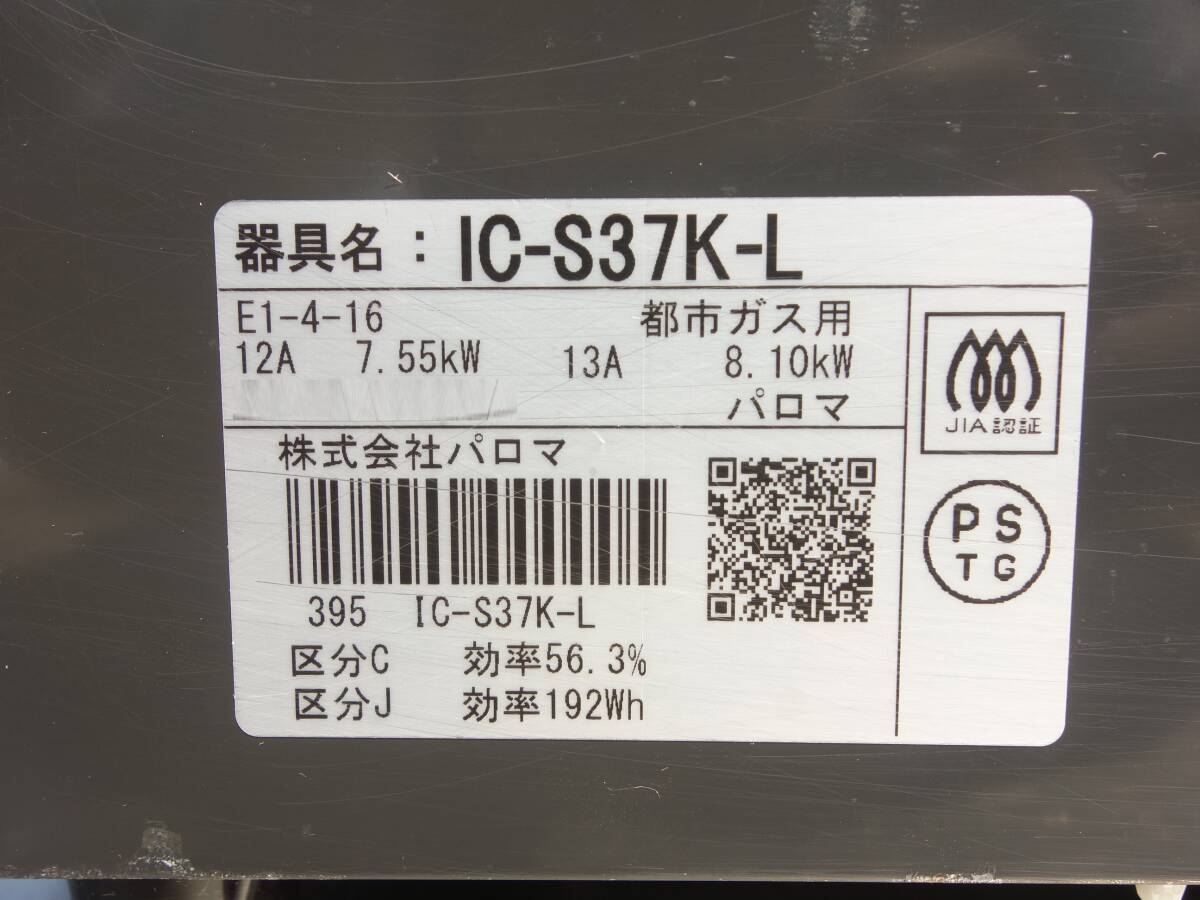 器具名：IC-S37K-L
E1-4-16 都市ガス用
12A 7.55kW 13A 8.10kW
パロマ
株式会社パロマ
395 IC-S37K-L
区分C 効率56.3%
区分J 効率192Wh
JIA認証
PS
TG